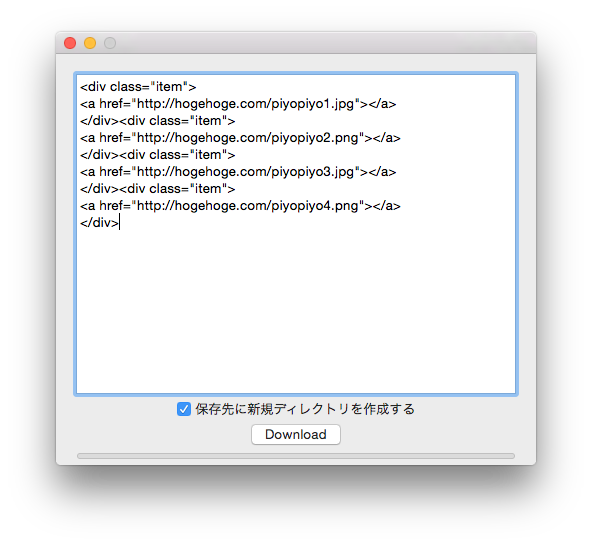 <div class="item">
<a href="http://hogehoge.com/piyopiyo1.jpg"></a>
</div><div class="item">
<a href="http://hogehoge.com/piyopiyo2.png"></a>
</div><div class="item">
<a href="http://hogehoge.com/piyopiyo3.jpg"></a>
</div><div class="item">
<a href="http://hogehoge.com/piyopiyo4.png"></a>
</div>
保存先に新規ディレクトリを作成する
Download